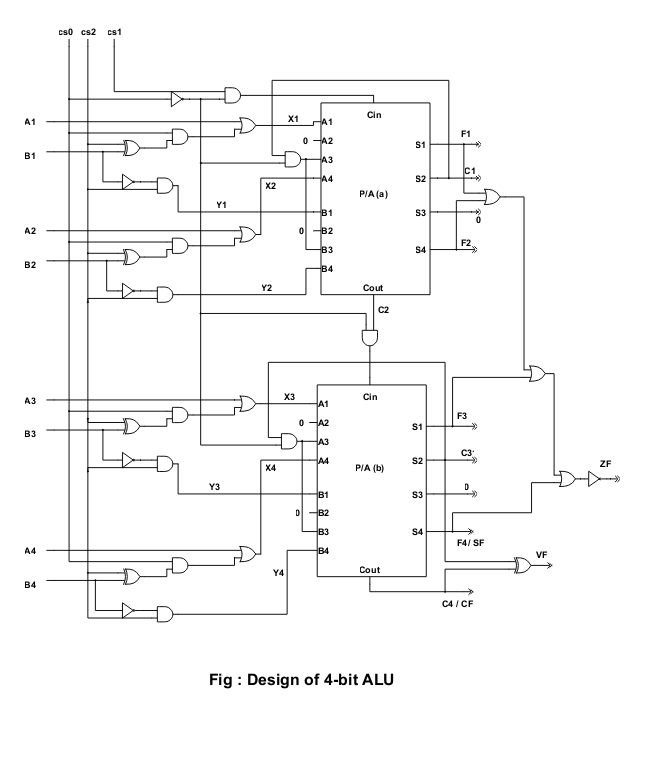 cs0 cs2 cs1
Cin
A1 X1 A1 F1
S1
0 A2
B1 A3 C1
X2 A4 S2
P/A (a)
Y1 B1 S3 0
A2 0 B2
B2 B3 S4 F2
Y2 B4
Cout
C2
Cin
A3 X3 A1
0 A2 F3
B3 A3 S1
X4 A4 S2 C3'
P/A (b) ZF
Y3 B1 S3 0
0 B2
B3 S4
A4 B4 F4/ SF
B4 Y4 Cout VF
C4 / CF
Fig : Design of 4-bit ALU